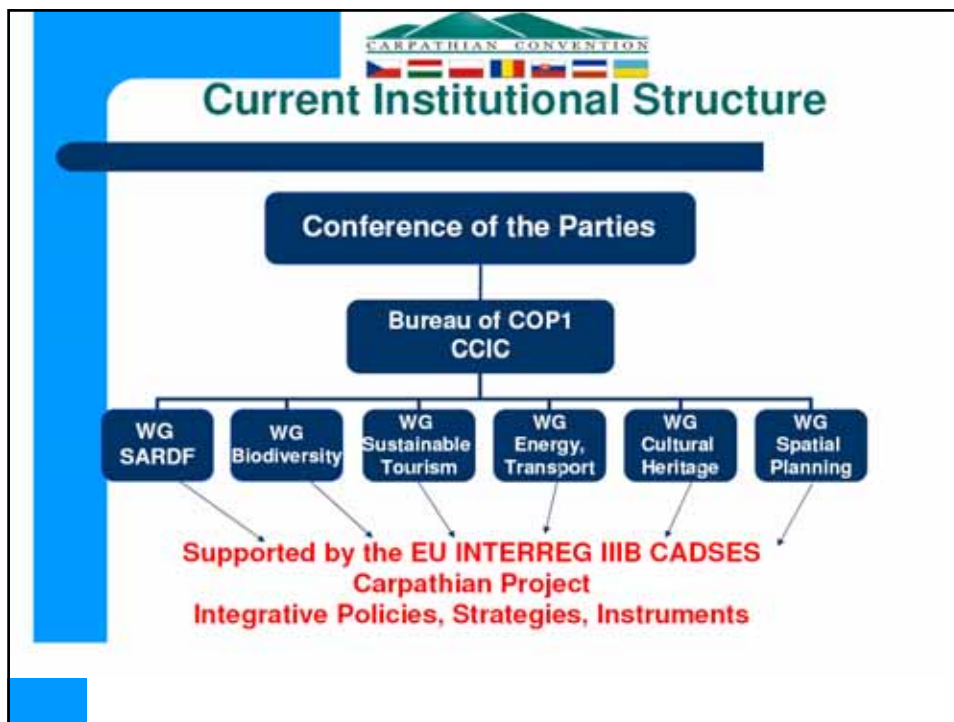 CARPATHIAN CONVENTION
Current Institutional Structure
Conference of the Parties
Bureau of COP1
CCIC
WG
SARDF
WG
Biodiversity
WG
Sustainable
Tourism
WG
Energy,
Transport
WG
Cultural
Heritage
WG
Spatial
Planning
Supported by the EU INTERREG IIIB CADSES
Carpathian Project
Integrative Policies, Strategies, Instruments